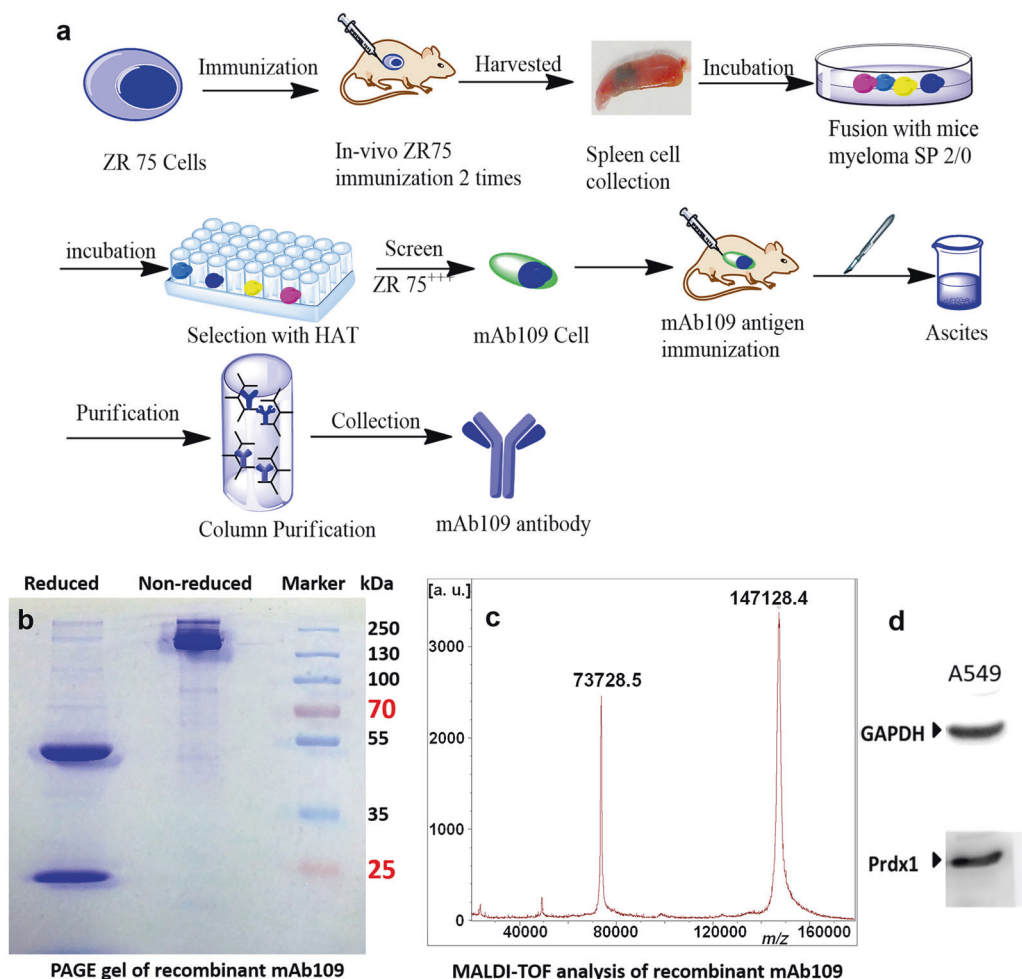 a
Immunization
Harvested
Incubation
ZR 75 Cells
In-vivo ZR75
immunization 2 times
Spleen cell
collection
Fusion with mice
myeloma SP 2/0
incubation
Screen
ZR 75+++
Selection with HAT
mAb109 Cell
mAb109 antigen
immunization
Ascites
Purification
Collection
Column Purification
mAb109 antibody
Reduced Non-reduced Marker kDa
b
250
130
100
70
55
35
25
PAGE gel of recombinant mAb109
[a. u.]
c
147128.4
73728.5
3000
2000
1000
0
40000 80000 120000 160000
m/z
MALDI-TOF analysis of recombinant mAb109
d
A549
GAPDH
Prdx1